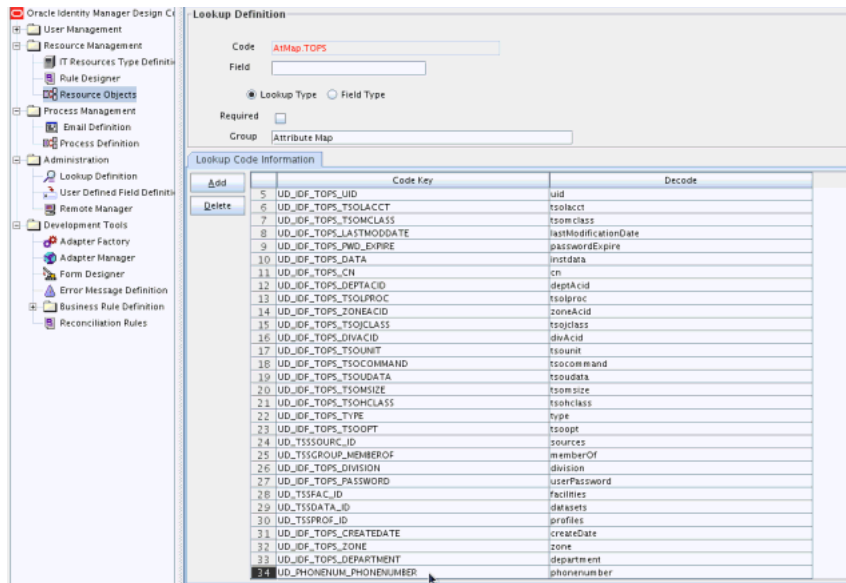 Oracle Identity Manager Design C
User Management
Resource Management
IT Resources Type Definiti
Rule Designer
Resource Objects
Process Management
Email Definition
Process Definition
Administration
Lookup Definition
User Defined Field Definiti
Remote Manager
Development Tools
Adapter Factory
Adapter Manager
Form Designer
Error Message Definition
Business Rule Definition
Reconciliation Rules
Lookup Definition
Code AtMap.TOPS
Field
Lookup Type Field Type
Required
Group Attribute Map
Lookup Code Information
Add
Delete
Code Key Decode
5 UD_IDF_TOPS_UID uid
6 UD_IDF_TOPS_TSOLACCT tsolacct
7 UD_IDF_TOPS_TSOMCLASS tsomclass
8 UD_IDF_TOPS_LASTMODDATE lastModificationDate
9 UD_IDF_TOPS_PWD_EXPIRE passwordExpire
10 UD_IDF_TOPS_DATA instdata
11 UD_IDF_TOPS_CN cn
12 UD_IDF_TOPS_DEPTACID deptAcid
13 UD_IDF_TOPS_TSOLPROC tsolproc
14 UD_IDF_TOPS_ZONEACID zoneAcid
15 UD_IDF_TOPS_TSOJCLASS tsojclass
16 UD_IDF_TOPS_DIVACID divAcid
17 UD_IDF_TOPS_TSOUNIT tsounit
18 UD_IDF_TOPS_TSOCOMMAND tsocommand
19 UD_IDF_TOPS_TSOUDATA tsoudata
20 UD_IDF_TOPS_TSOMSIZE tsomsize
21 UD_IDF_TOPS_TSOHCLASS tsohclass
22 UD_IDF_TOPS_TYPE type
23 UD_IDF_TOPS_TSOOPT tsoopt
24 UD_TSSSOURC_ID sources
25 UD_TSSGROUP_MEMBEROF memberOf
26 UD_IDF_TOPS_DIVISION division
27 UD_IDF_TOPS_PASSWORD userPassword
28 UD_TSSFAC_ID facilities
29 UD_TSSDATA_ID datasets
30 UD_TSSPROF_ID profiles
31 UD_IDF_TOPS_CREATEDATE createDate
32 UD_IDF_TOPS_ZONE zone
33 UD_IDF_TOPS_DEPARTMENT department
34 UD_PHONENUM_PHONENUMBER phonenumber